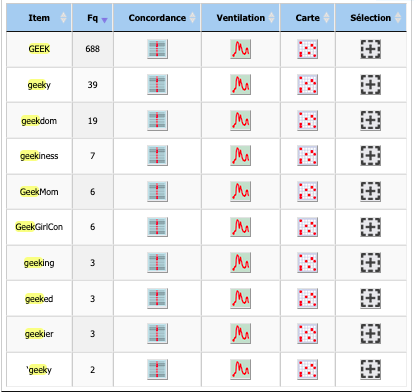 Item Fq Concordance Ventilation Carte Sélection
GEEK 688
geeky 39
geekdom 19
geekiness 7
GeekMom 6
GeekGirlCon 6
geeking 3
geeked 3
geekier 3
'geeky 2